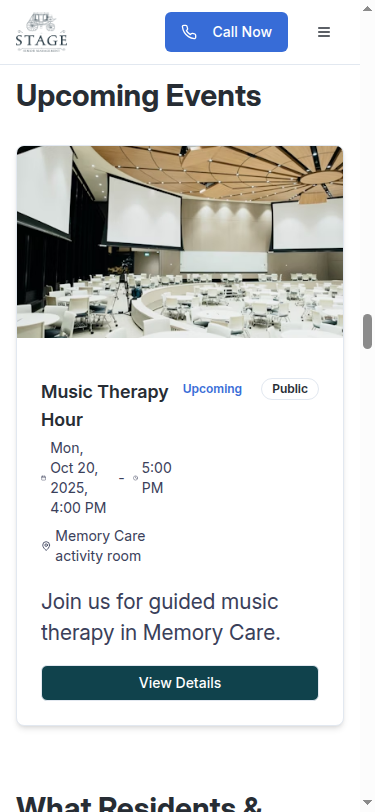 STAGE
Call Now
Upcoming Events
Music Therapy Hour
Upcoming
Public
Mon,
Oct 20,
2025,
4:00 PM
-
5:00
PM
Memory Care
activity room
Join us for guided music
therapy in Memory Care.
View Details
What Residents &